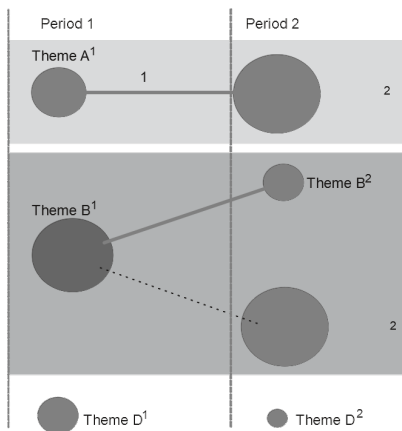 Period 1
Period 2
Theme A¹
1
2
Theme B¹
Theme B²
2
Theme D¹
Theme D²